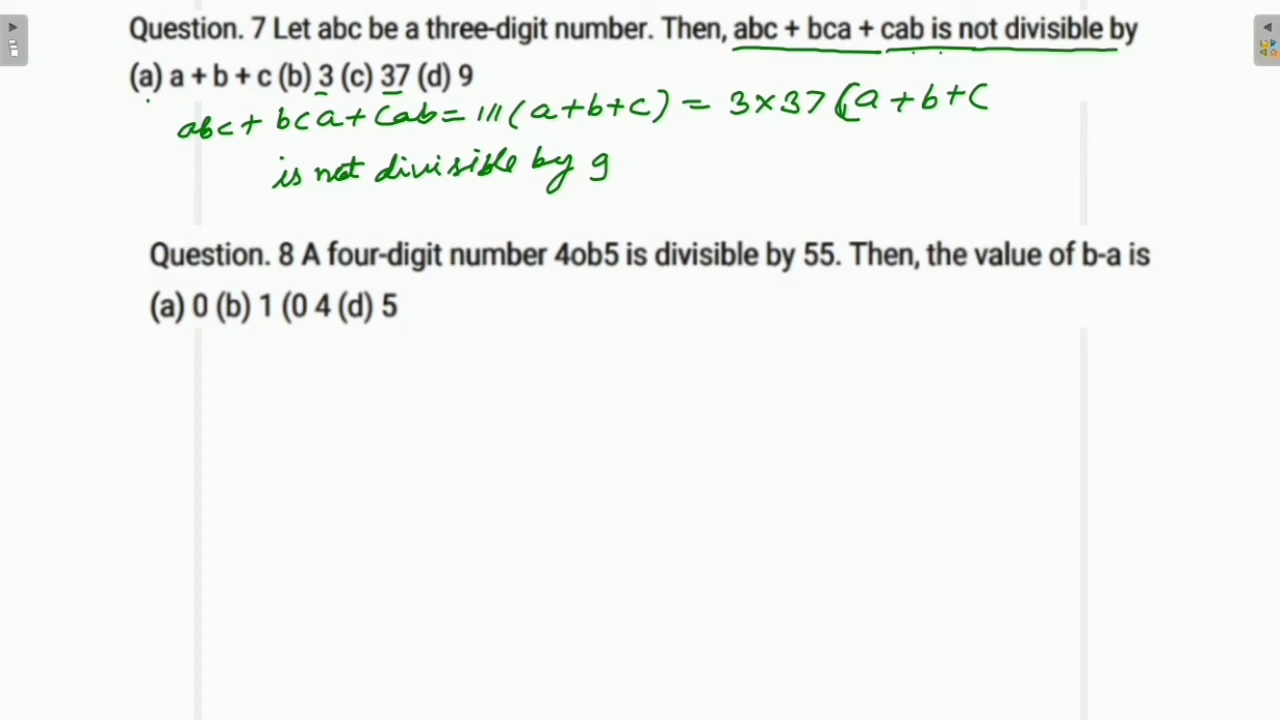 Question. 7 Let abc be a three-digit number. Then, abc + bca + cab is not divisible by
(a) a + b + c (b) 3 (c) 37 (d) 9
abc + bca + cab = 111 (a+b+c) = 3×37 (a+b+c
is not divisible by 9
Question. 8 A four-digit number 4ob5 is divisible by 55. Then, the value of b-a is
(a) 0 (b) 1 (0 4 (d) 5